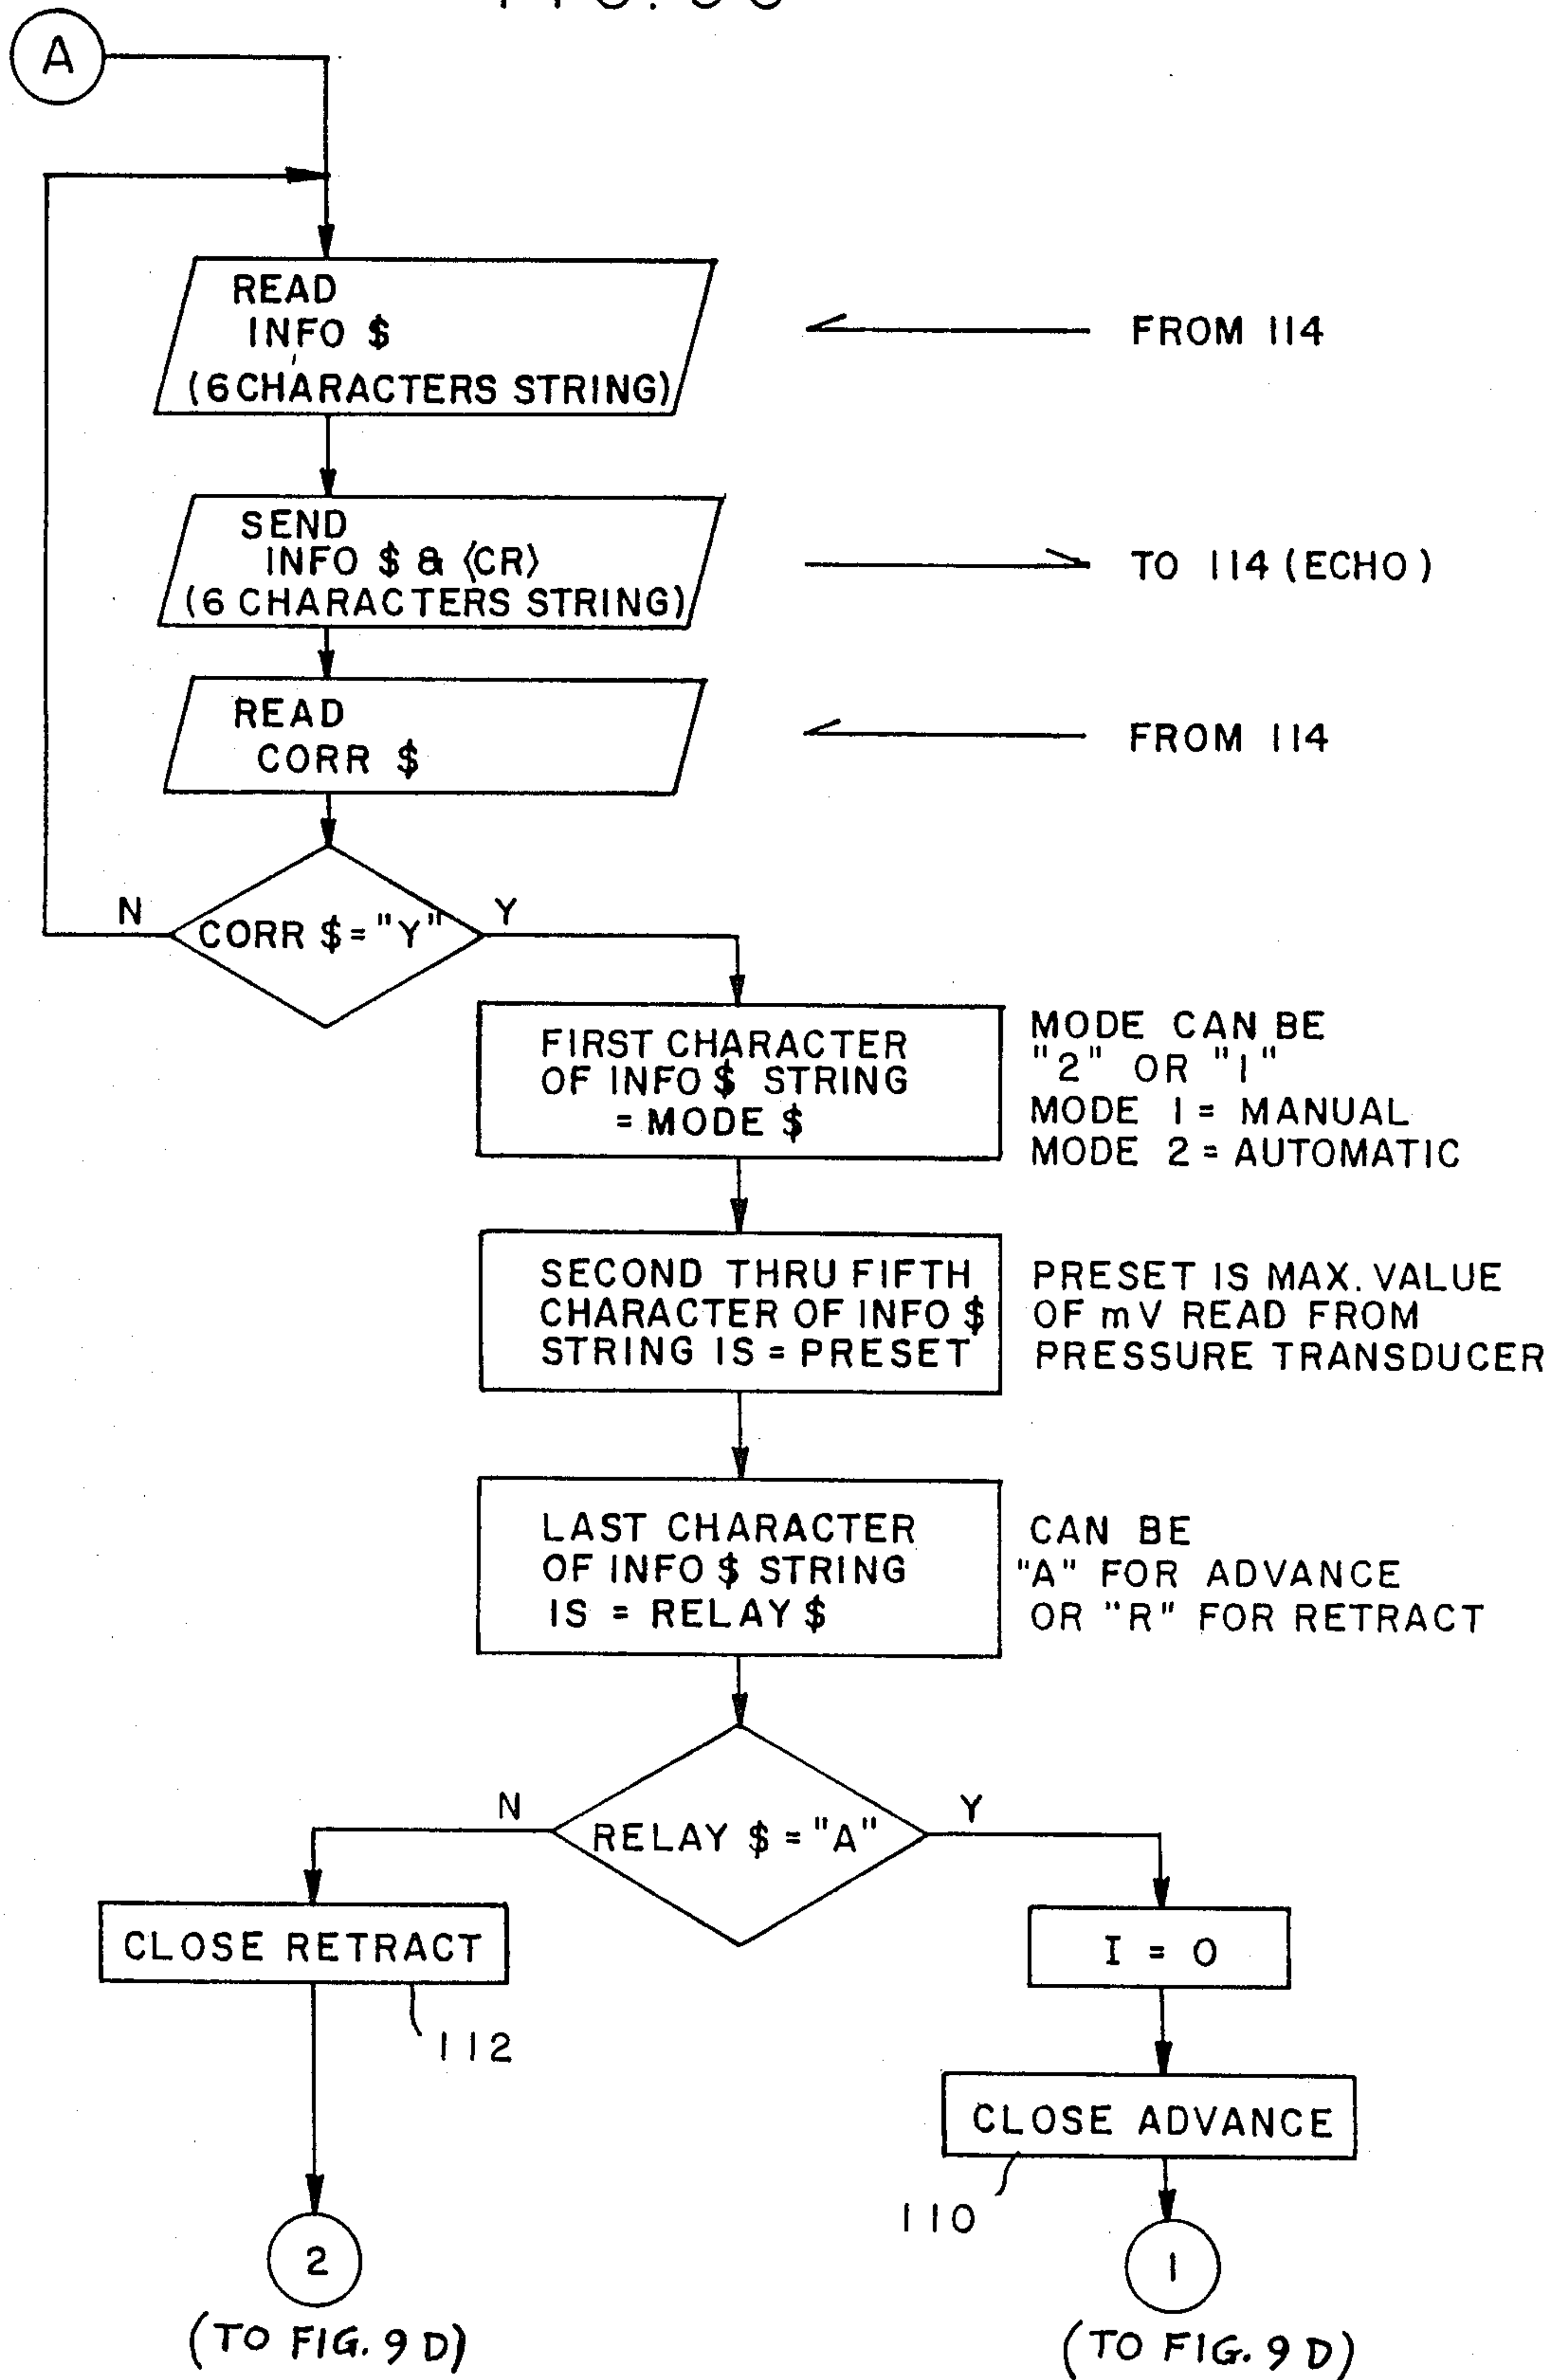 A
READ
INFO $
(6 CHARACTERS STRING)
FROM 114
SEND
INFO $ & ⟨CR⟩
(6 CHARACTERS STRING)
TO 114 (ECHO)
READ
CORR $
FROM 114
N
CORR $ = "Y"
Y
FIRST CHARACTER
OF INFO $ STRING
= MODE $
MODE CAN BE
"2" OR "1"
MODE 1 = MANUAL
MODE 2 = AUTOMATIC
SECOND THRU FIFTH
CHARACTER OF INFO $
STRING IS = PRESET
PRESET IS MAX. VALUE
OF mV READ FROM
PRESSURE TRANSDUCER
LAST CHARACTER
OF INFO $ STRING
IS = RELAY $
CAN BE
"A" FOR ADVANCE
OR "R" FOR RETRACT
N
RELAY $ = "A"
Y
CLOSE RETRACT
112
I = 0
CLOSE ADVANCE
110
2
(TO FIG. 9 D)
1
(TO FIG. 9 D)